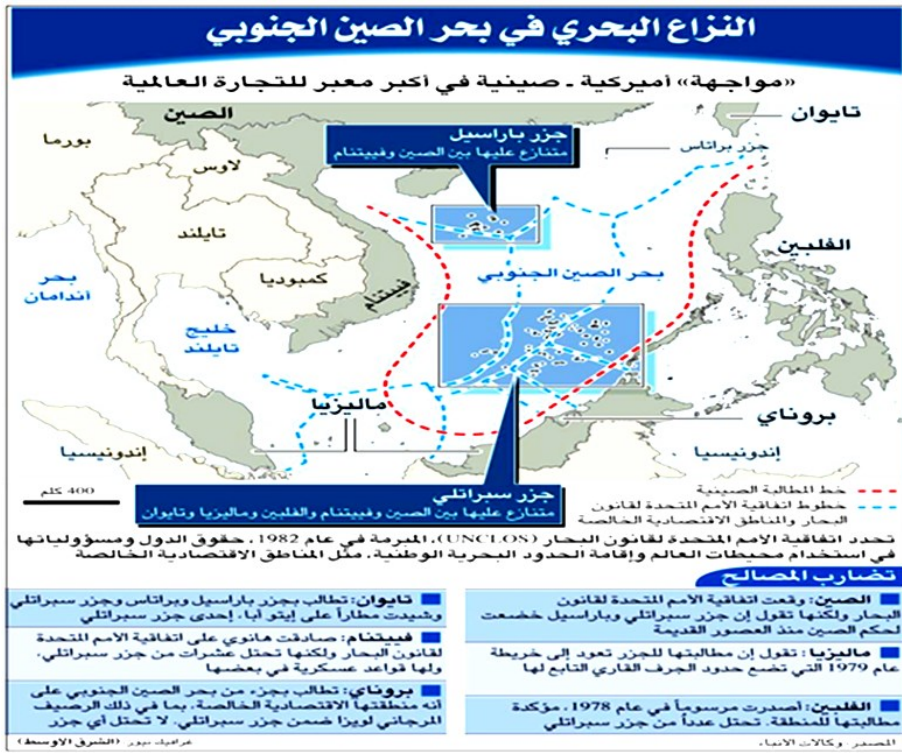 النزاع البحري في بحر الصين الجنوبي
«مواجهة» أميركية - صينية في أكبر معبر للتجارة العالمية
تايوان
الصين
بورما
جزر باراسيل
متنازع عليها بين الصين وفييتنام
جزر براتاس
لاوس
تايلند
الفلبين
بحر الصين الجنوبي
كمبوديا
فييتنام
بحر
أندامان
خليج
تايلند
ماليزيا
بروناي
إندونيسيا
إندونيسيا
جزر سبراتلي
متنازع عليها بين الصين وفييتنام والفلبين وماليزيا وتايوان
400 كلم
خط المطالبة الصينية
خطوط اتفاقية الأمم المتحدة لقانون
البحار والمناطق الاقتصادية الخالصة
تحدد اتفاقية الأمم المتحدة لقانون البحار (UNCLOS)، المبرمة في عام 1982، حقوق الدول ومسؤولياتها
في استخدام محيطات العالم وإقامة الحدود البحرية الوطنية، مثل المناطق الاقتصادية الخالصة
تضارب المصالح
الصين: وقعت اتفاقية الأمم المتحدة لقانون
البحار ولكنها تقول إن جزر سبراتلي وباراسيل خضعت
لحكم الصين منذ العصور القديمة
ماليزيا: تقول إن مطالبتها للجزر تعود إلى خريطة
عام 1979 التي تضع حدود الجرف القاري التابع لها
الفلبين: أصدرت مرسوماً في عام 1978، مؤكدة
مطالبتها للمنطقة. تحتل عدداً من جزر سبراتلي
تايوان: تطالب بجزر باراسيل وبراتاس وجزر سبراتلي
وشيدت مطاراً على إيتو أبا، إحدى جزر سبراتلي
فييتنام: صادقت هانوي على اتفاقية الأمم المتحدة
لقانون البحار ولكنها تحتل عشرات من جزر سبراتلي،
ولها قواعد عسكرية في بعضها
بروناي: تطالب بجزء من بحر الصين الجنوبي على
أنه منطقتها الاقتصادية الخالصة، بما في ذلك الرصيف
المرجاني لويزا ضمن جزر سبراتلي. لا تحتل أي جزر
المصدر: وكالات الأنباء
غرافيك نيوز (الشرق الأوسط)